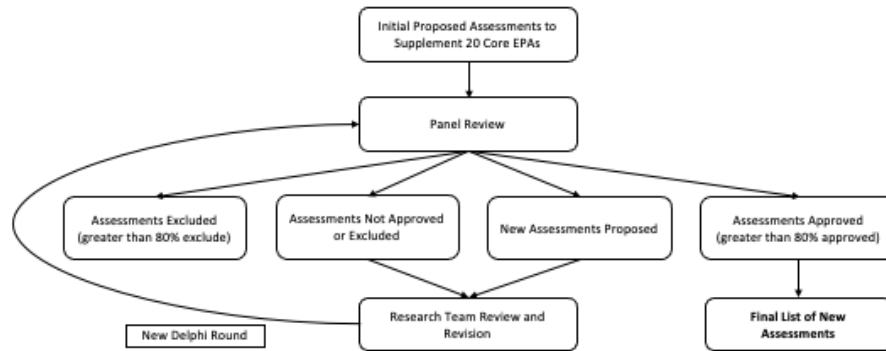 Initial Proposed Assessments to
Supplement 20 Core EPAs
Panel Review
Assessments Excluded
(greater than 80% exclude)
Assessments Not Approved
or Excluded
New Assessments Proposed
Assessments Approved
(greater than 80% approved)
Research Team Review and
Revision
Final List of New
Assessments
New Delphi Round